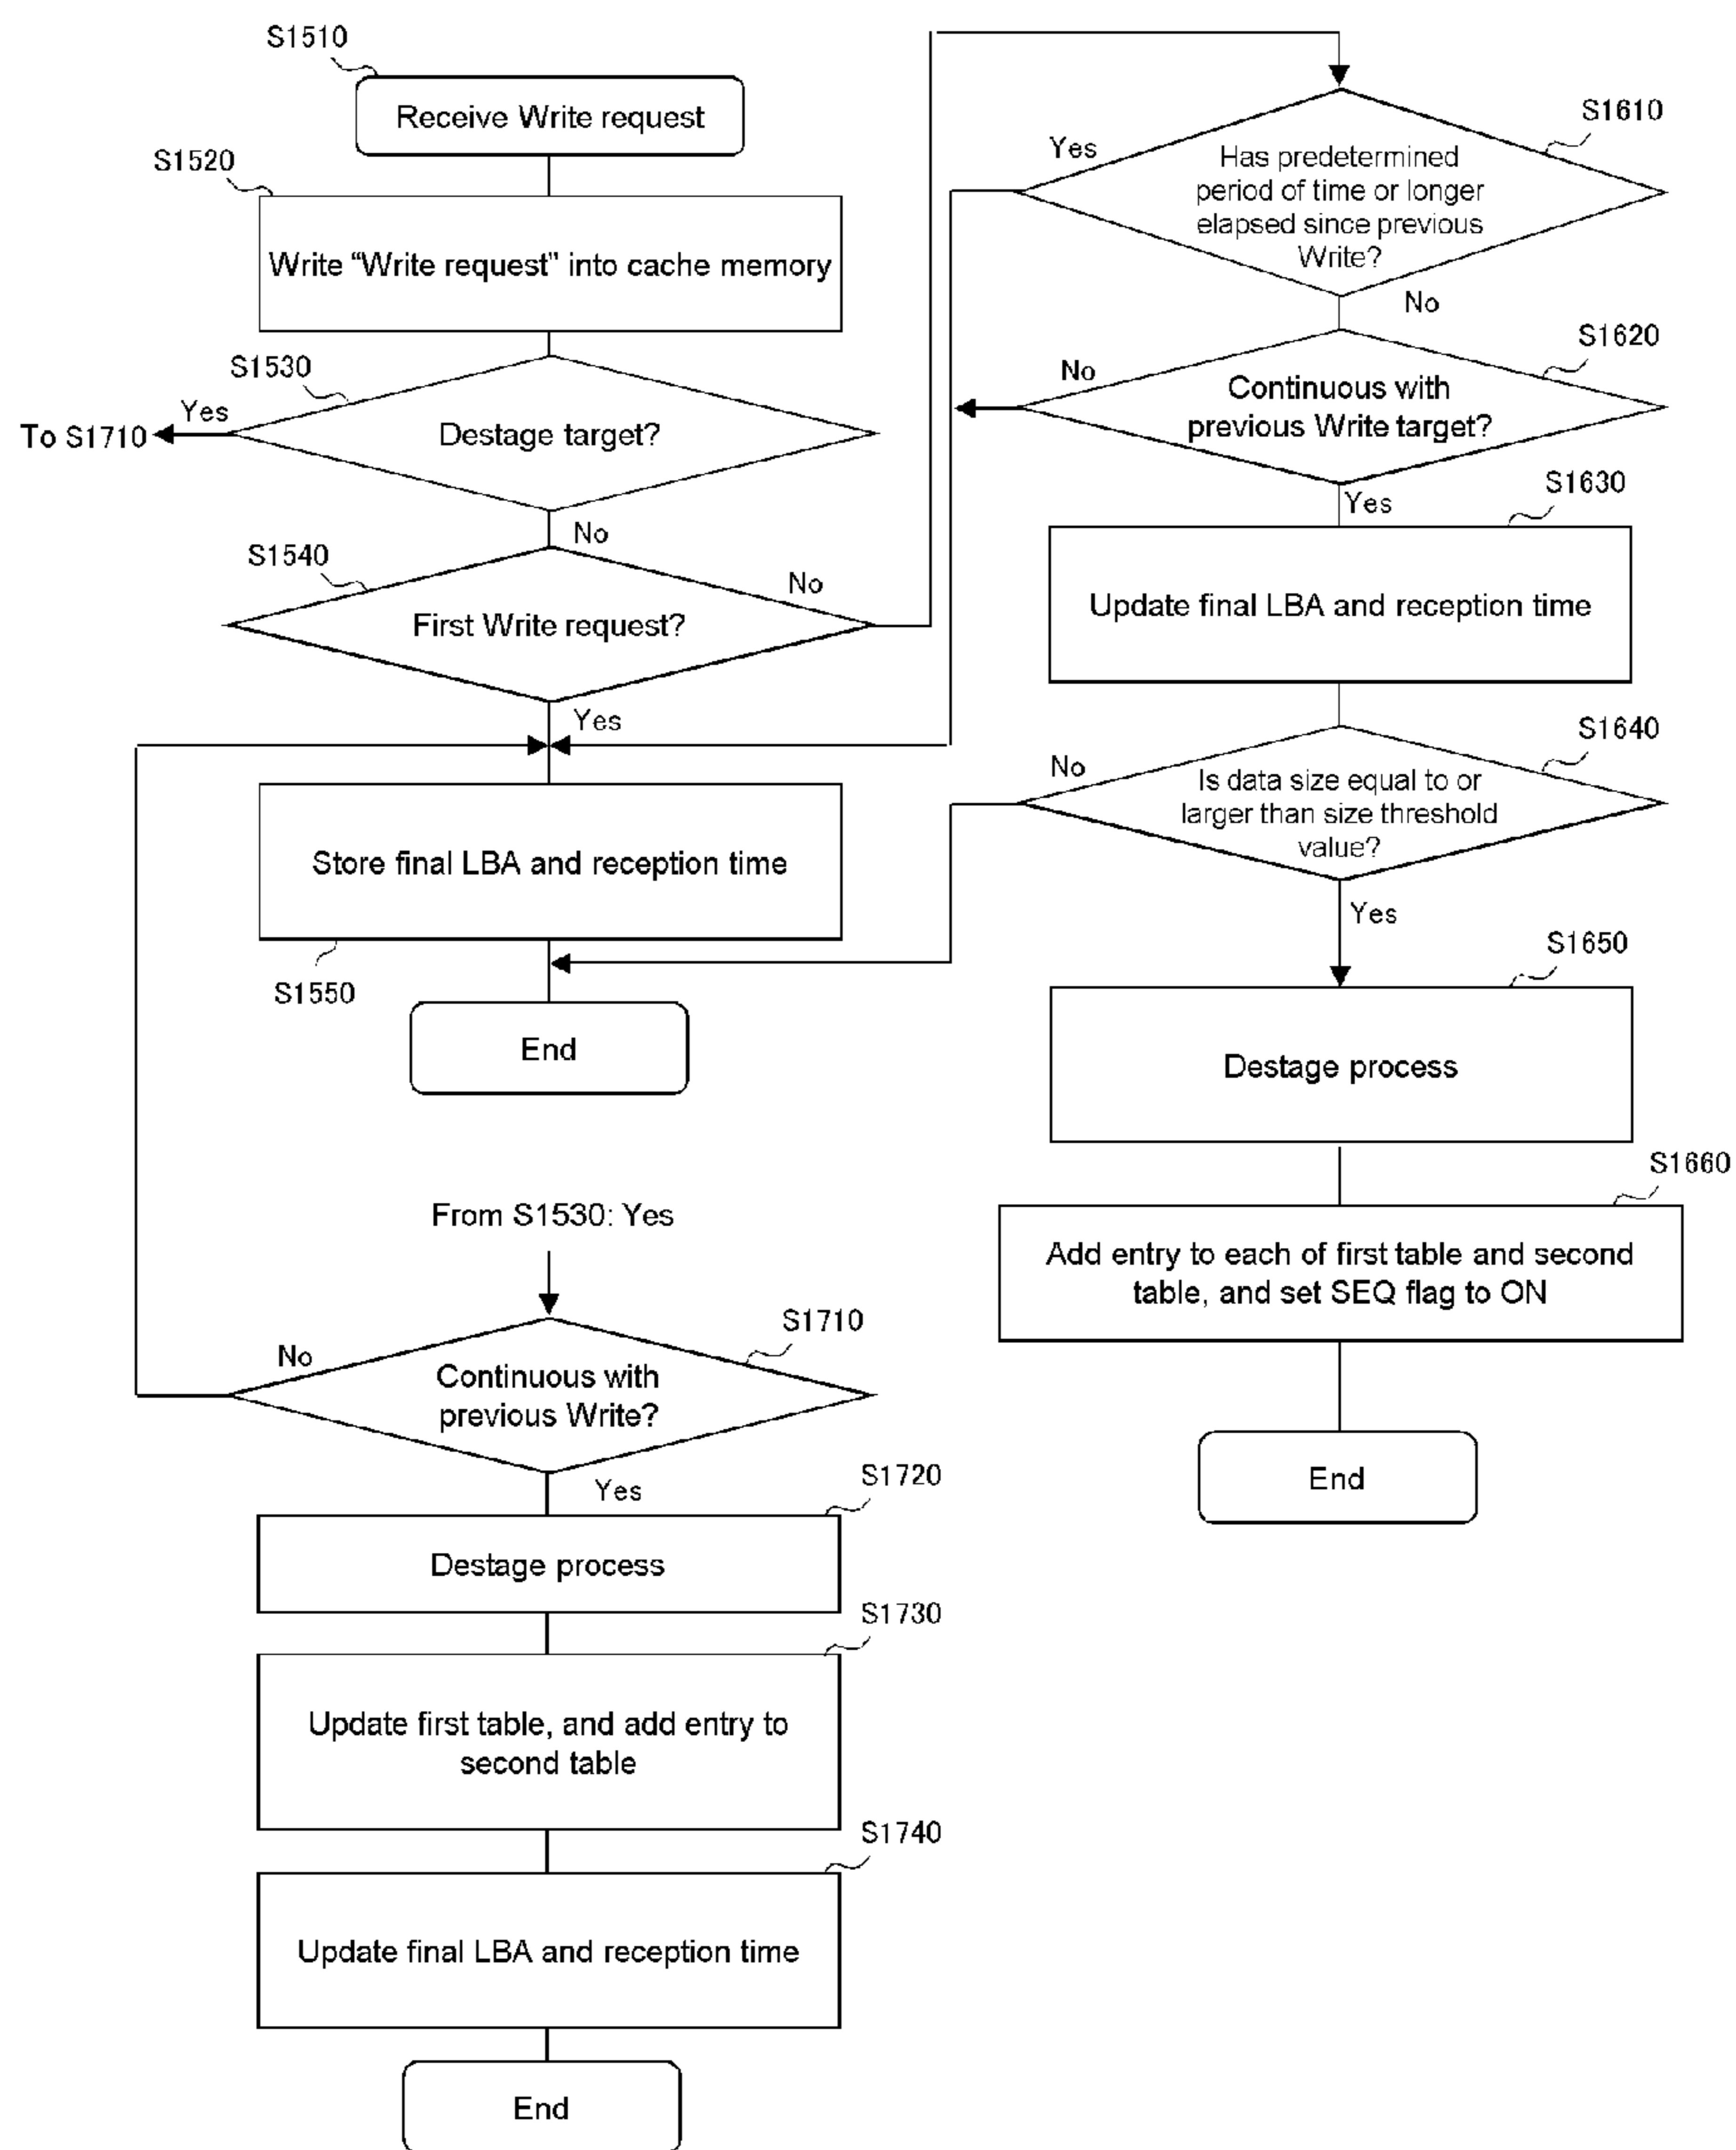 S1510
Receive Write request
S1520
Write “Write request” into cache memory
S1530
Yes
To S1710
Destage target?
No
S1540
No
First Write request?
Yes
Store final LBA and reception time
S1550
End
S1610
Yes
Has predetermined
period of time or longer
elapsed since previous
Write?
No
S1620
No
Continuous with
previous Write target?
Yes
S1630
Update final LBA and reception time
S1640
No
Is data size equal to or
larger than size threshold
value?
Yes
S1650
Destage process
S1660
Add entry to each of first table and second
table, and set SEQ flag to ON
End
From S1530: Yes
S1710
No
Continuous with
previous Write?
Yes
S1720
Destage process
S1730
Update first table, and add entry to
second table
S1740
Update final LBA and reception time
End